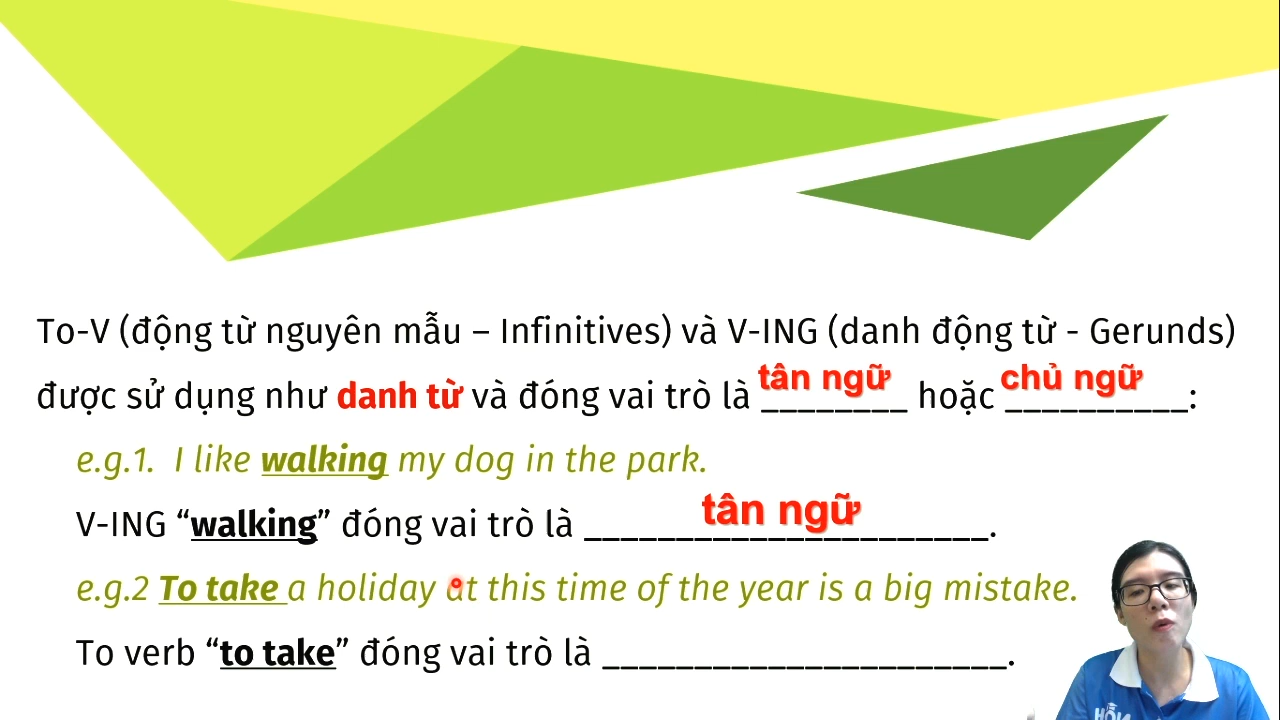 To-V (động từ nguyên mẫu – Infinitives) và V-ING (danh động từ - Gerunds)
được sử dụng như danh từ và đóng vai trò là tân ngữ hoặc chủ ngữ:
e.g.1. I like walking my dog in the park.
V-ING “walking” đóng vai trò là tân ngữ.
e.g.2 To take a holiday at this time of the year is a big mistake.
To verb “to take” đóng vai trò là ______________________.